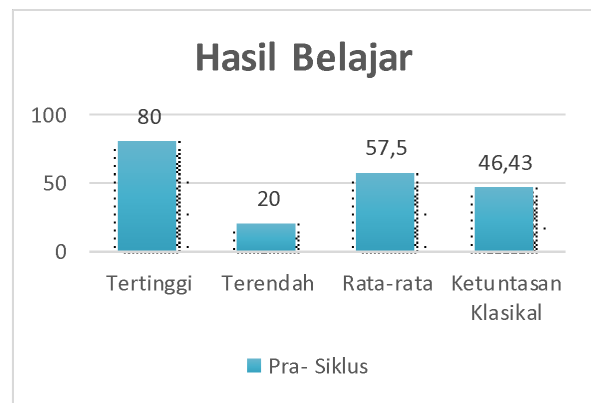 Hasil Belajar
100
50
0
80
20
57,5
46,43
Tertinggi
Terendah
Rata-rata
Ketuntasan
Klasikal
Pra- Siklus